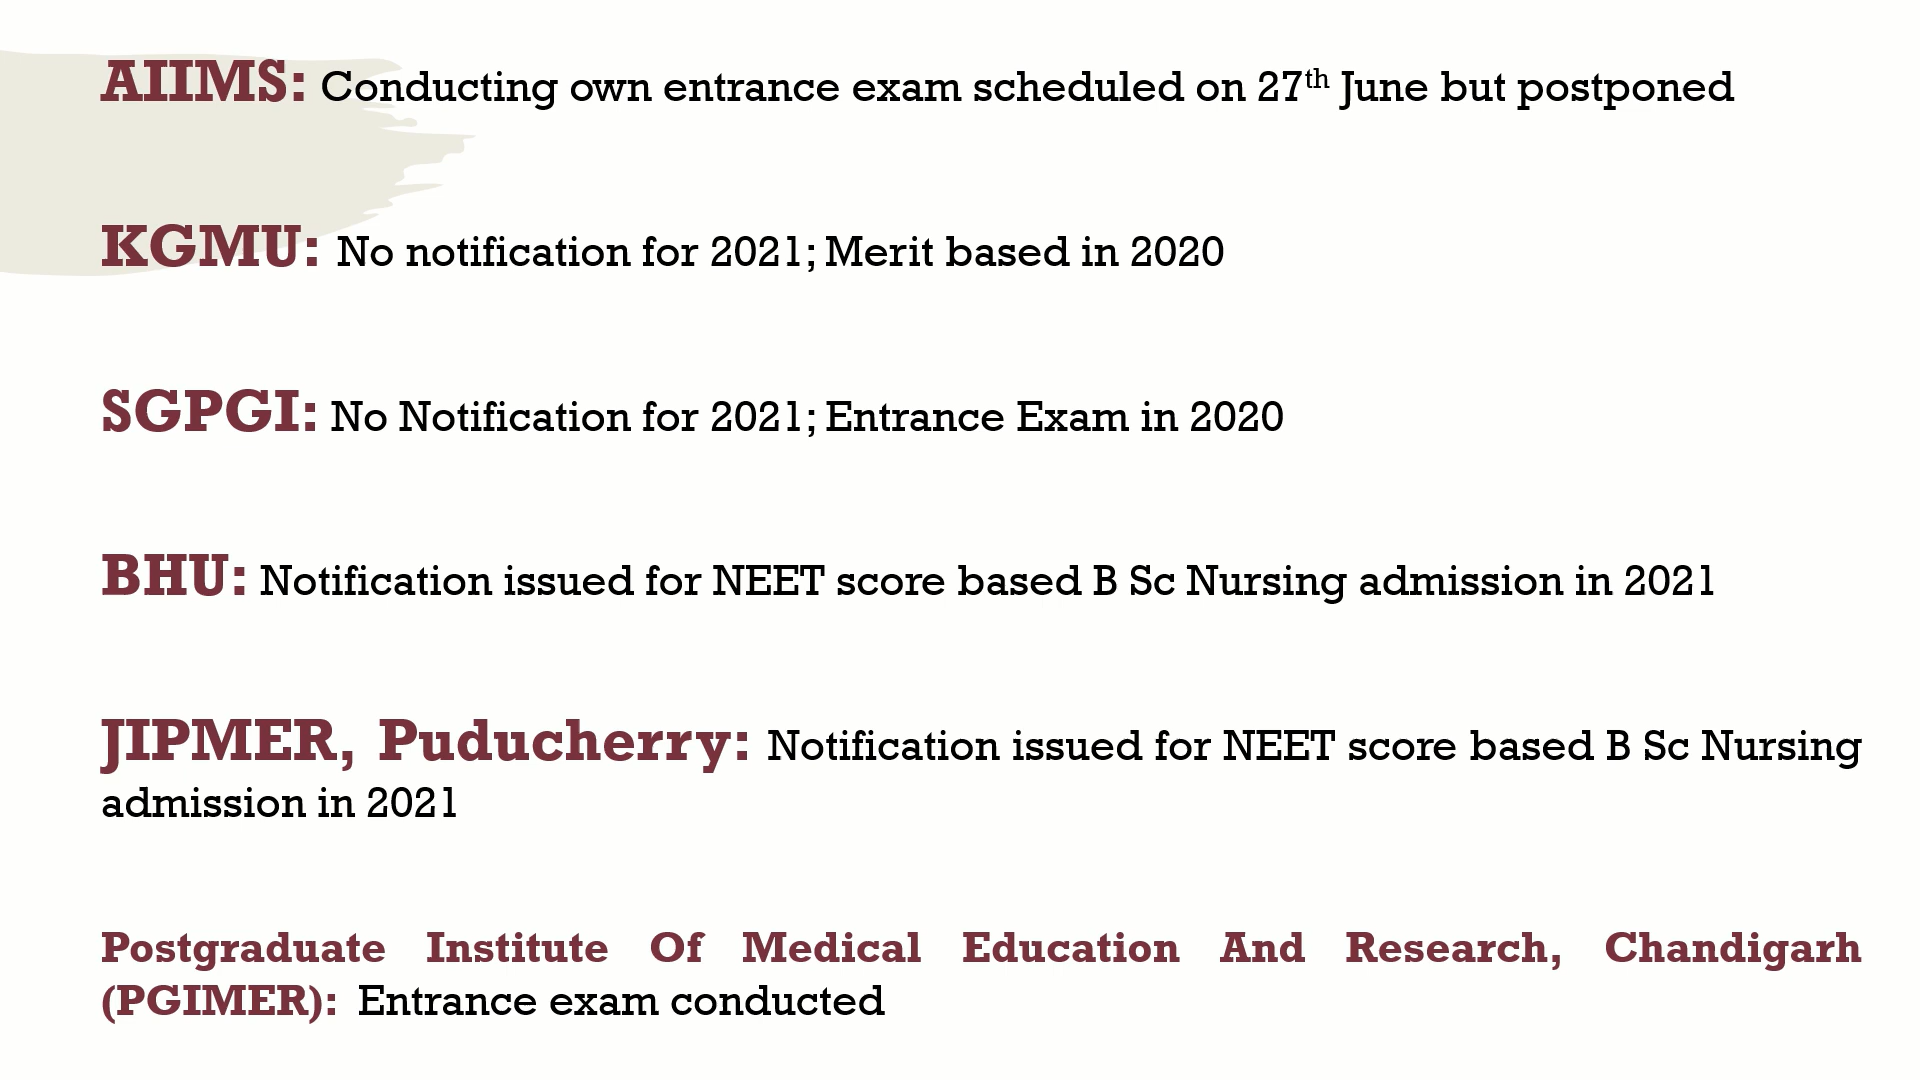 AIIMS: Conducting own entrance exam scheduled on 27th June but postponed
KGMU: No notification for 2021; Merit based in 2020
SGPGI: No Notification for 2021; Entrance Exam in 2020
BHU: Notification issued for NEET score based B Sc Nursing admission in 2021
JIPMER, Puducherry: Notification issued for NEET score based B Sc Nursing
admission in 2021
Postgraduate Institute Of Medical Education And Research, Chandigarh
(PGIMER): Entrance exam conducted